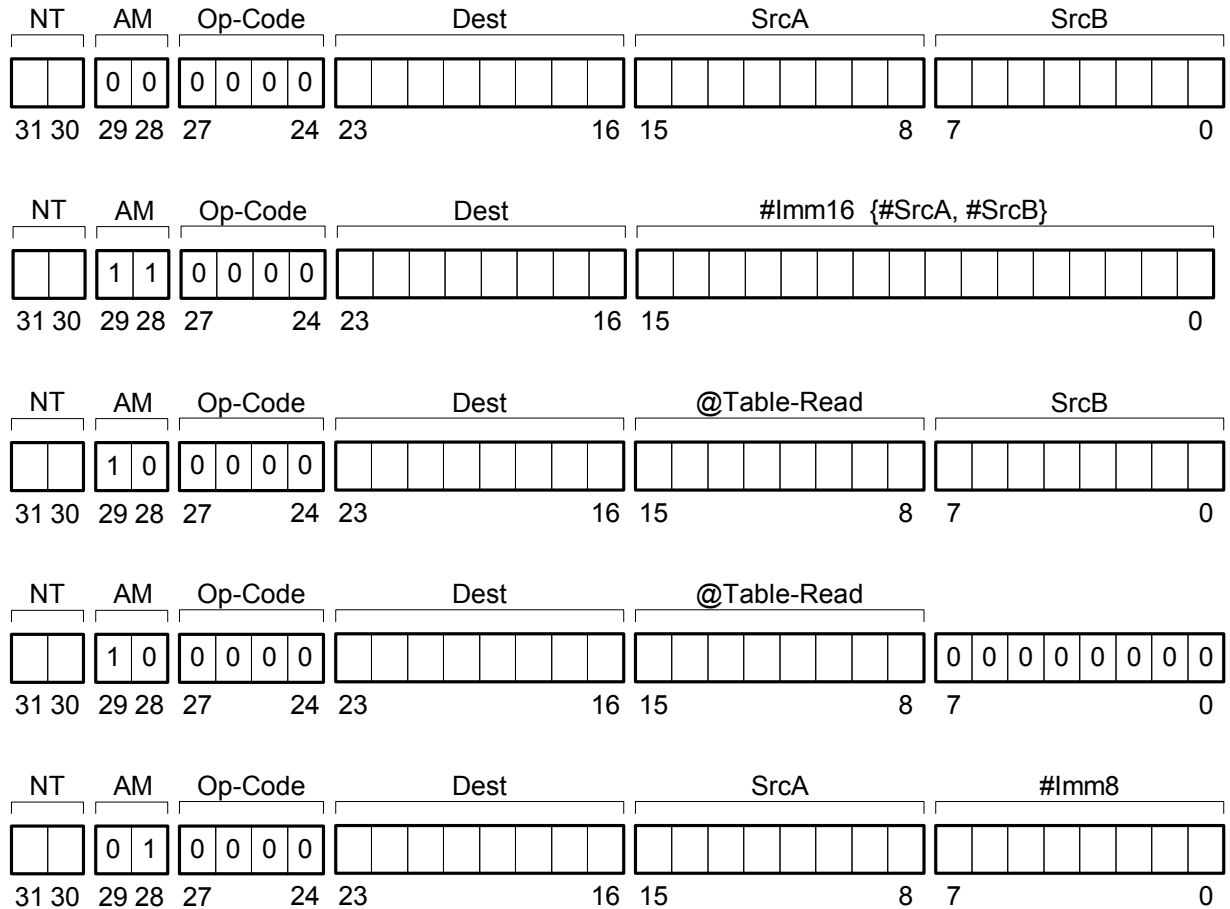 NT AM Op-Code Dest SrcA SrcB
0 0 0 0 0 0
31 30 29 28 27 24 23 16 15 8 7 0
NT AM Op-Code Dest #Imm16 {#SrcA, #SrcB}
1 1 0 0 0 0
31 30 29 28 27 24 23 16 15 0
NT AM Op-Code Dest @Table-Read SrcB
1 0 0 0 0 0
31 30 29 28 27 24 23 16 15 8 7 0
NT AM Op-Code Dest @Table-Read
1 0 0 0 0 0 0 0 0 0 0 0 0 0
31 30 29 28 27 24 23 16 15 8 7 0
NT AM Op-Code Dest SrcA #Imm8
0 1 0 0 0 0
31 30 29 28 27 24 23 16 15 8 7 0